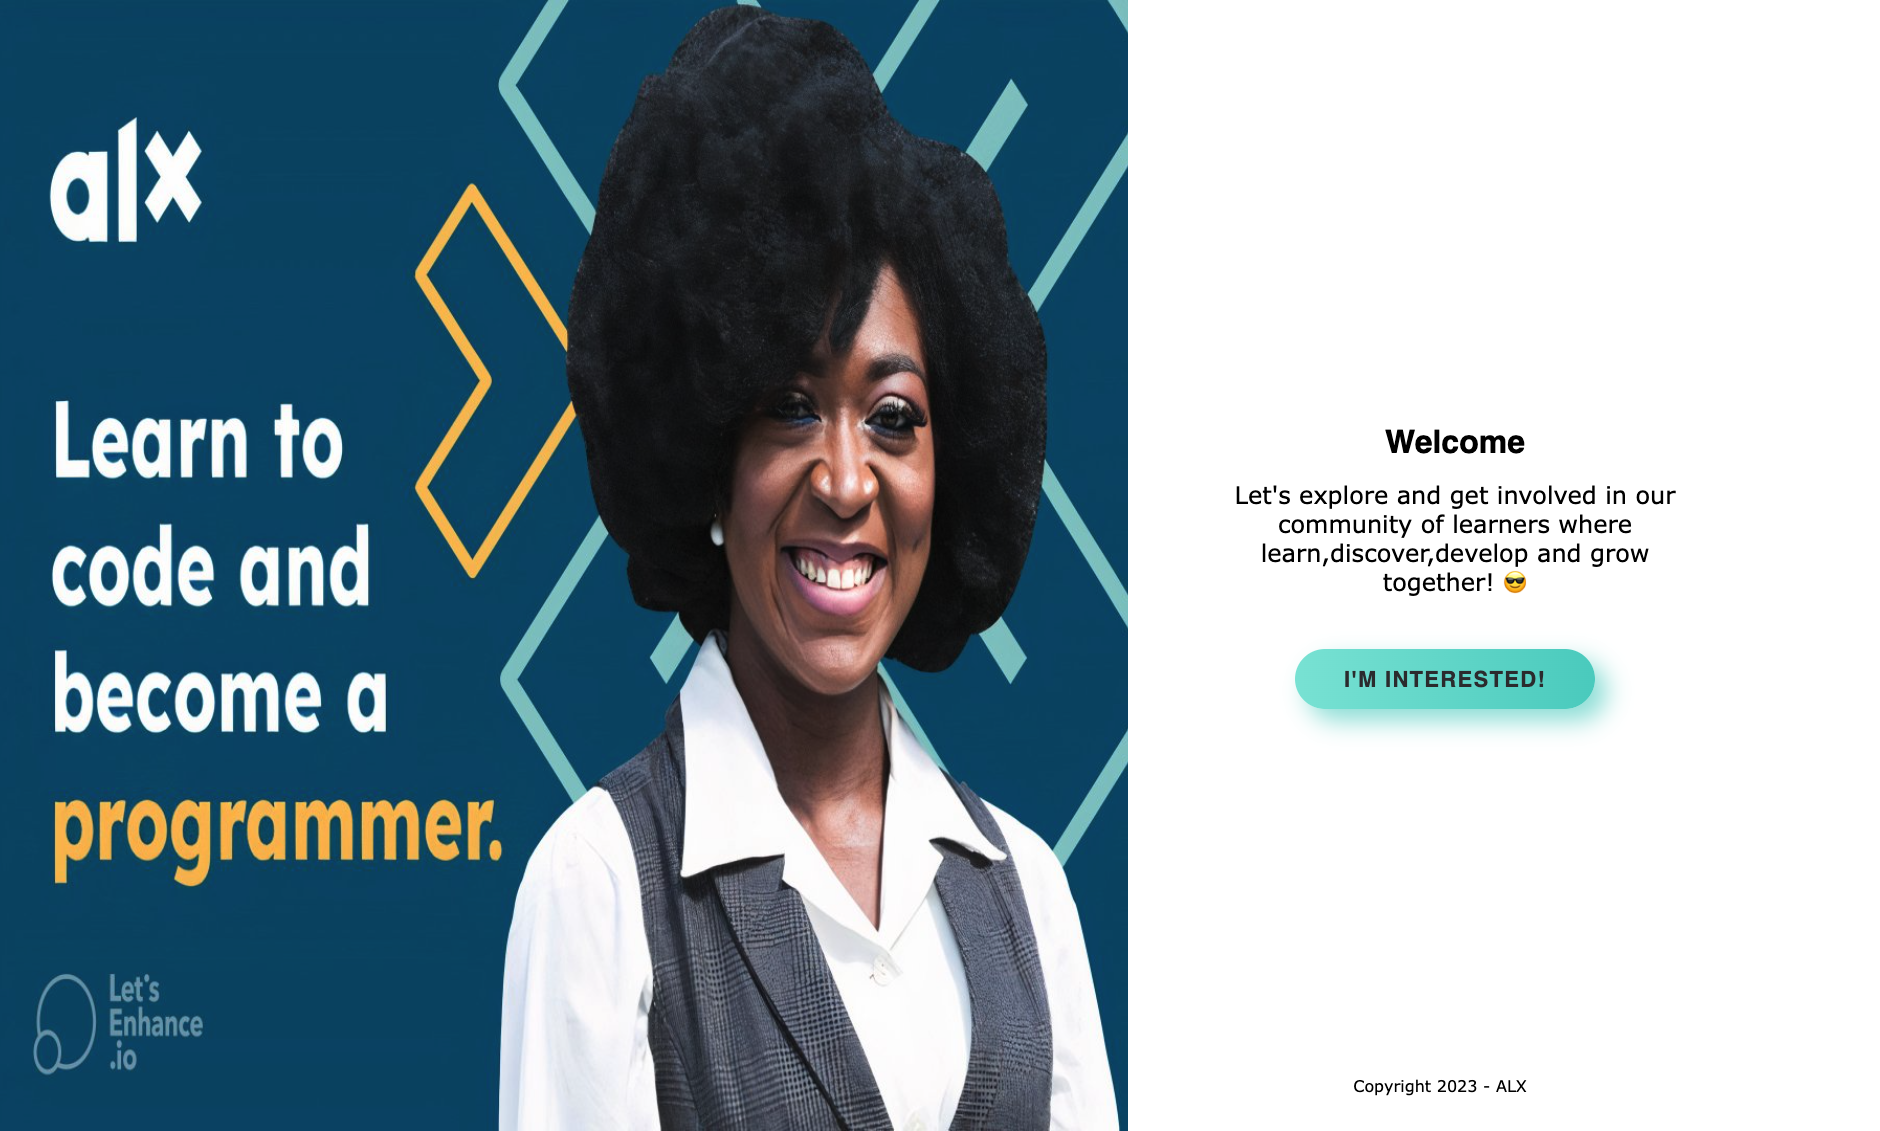 alx
Learn to
code and
become a
programmer.
Let's
Enhance
.io
Welcome
Let's explore and get involved in our
community of learners where
learn,discover,develop and grow
together! 😎
I'M INTERESTED!
Copyright 2023 - ALX